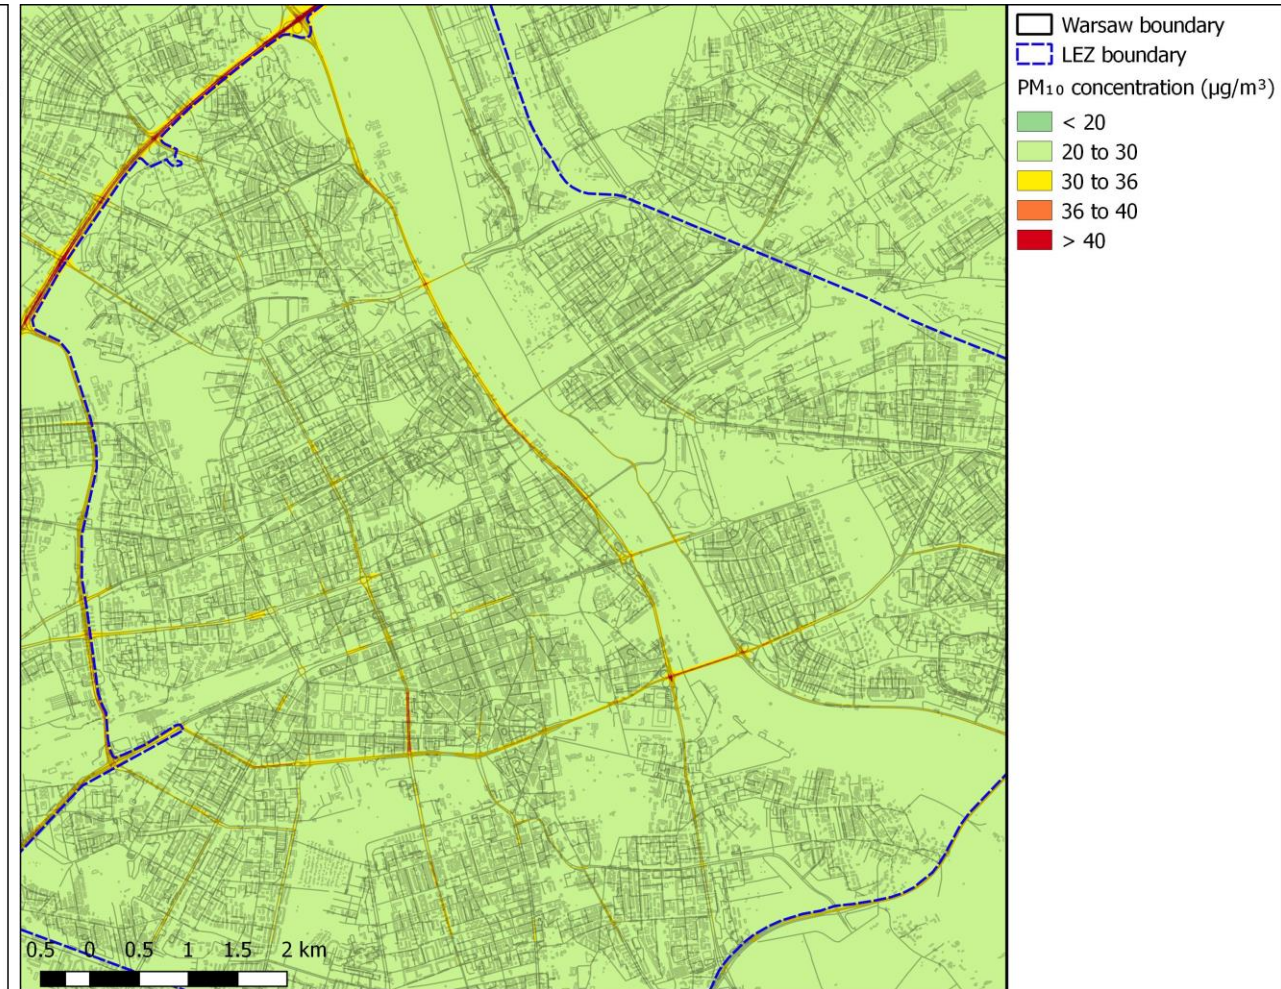 Warsaw boundary
LEZ boundary
PM₁₀ concentration (µg/m³)
< 20
20 to 30
30 to 36
36 to 40
> 40
0.5 0 0.5 1 1.5 2 km